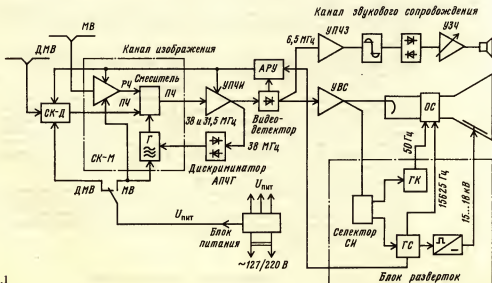 Канал звукового сопровождения
МВ
ДМВ
6,5 МГц
УПЧЗ
УЗЧ
Канал изображения
АРУ
Смеситель
РЧ
ПЧ
УПЧИ
ПЧ
СК-Д
38 и 31,5 МГц
Видео-
детектор
УВС
ОС
Г
38 МГц
СК-М
Дискриминатор
АПЧГ
ДМВ
МВ
Uпит
Uпит
Блок
питания
~127/220 В
50 Гц
15625 Гц
15...18 кВ
ГК
Селектор
СИ
ГС
Блок разверток
.1